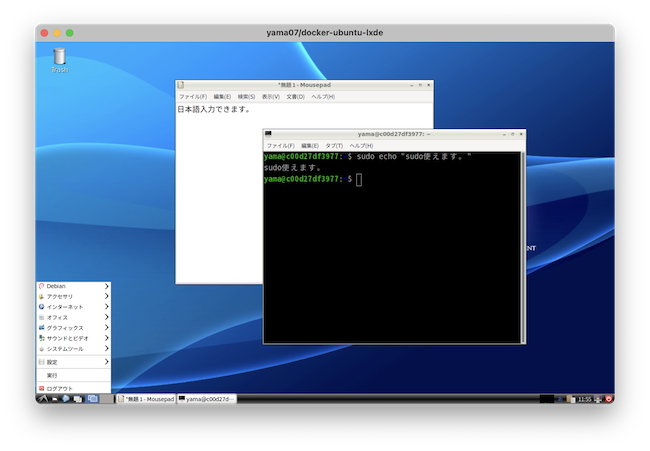 yama07/docker-ubuntu-lxde
Trash
*無題 1 - Mousepad
ファイル(F) 編集(E) 検索(S) 表示(V) 文書(D) ヘルプ(H)
日本語入力できます。
yama@c00d27df3977: ~
ファイル(F) 編集(E) タブ(T) ヘルプ(H)
yama@c00d27df3977: $ sudo echo "sudo使えます。"
sudo使えます。
yama@c00d27df3977: $
Debian
アクセサリ
インターネット
オフィス
グラフィックス
サウンドとビデオ
システムツール
設定
実行
ログアウト
*無題 1 - Mousepad
yama@c00d27d…
11:55